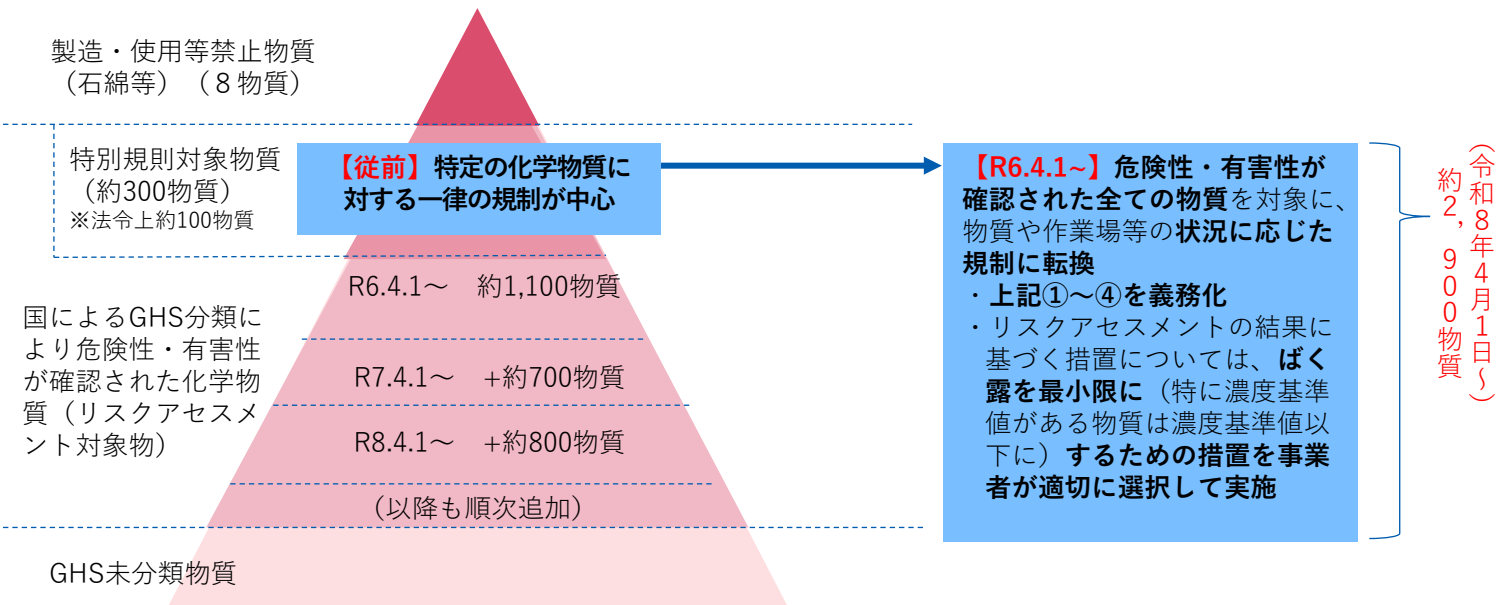 製造・使用等禁止物質
（石綿等）（８物質）
特別規則対象物質
（約300物質）
※法令上約100物質
【従前】特定の化学物質に
対する一律の規制が中心
【R6.4.1~】危険性・有害性が
確認された全ての物質を対象に、
物質や作業場等の状況に応じた
規制に転換
・上記①～④を義務化
・リスクアセスメントの結果に
基づく措置については、ばく
露を最小限に（特に濃度基準
値がある物質は濃度基準値以
下に）するための措置を事業
者が適切に選択して実施
（令和８年４月１日～）
約２，９００物質
国によるGHS分類に
より危険性・有害性
が確認された化学物
質（リスクアセスメ
ント対象物）
R6.4.1～　約1,100物質
R7.4.1～　+約700物質
R8.4.1～　+約800物質
（以降も順次追加）
GHS未分類物質